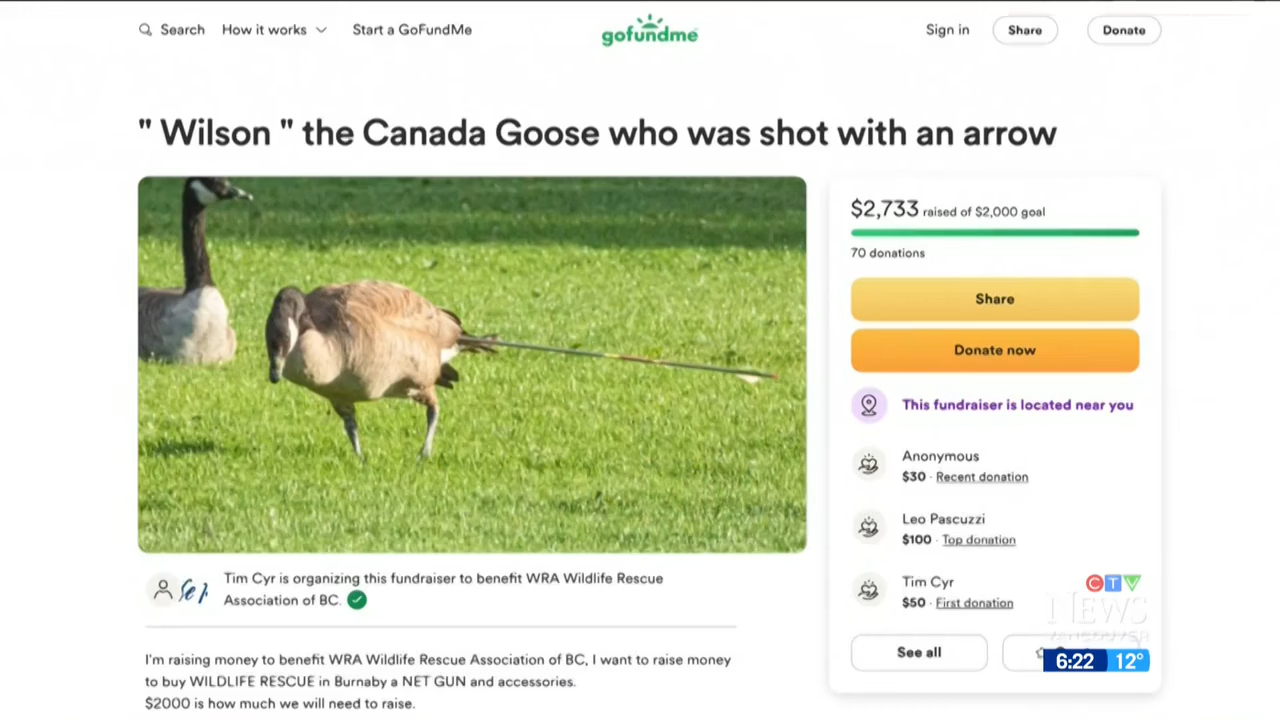 Search How it works Start a GoFundMe gofundme Sign in Share Donate
" Wilson " the Canada Goose who was shot with an arrow
$2,733 raised of $2,000 goal
70 donations
Share
Donate now
This fundraiser is located near you
Anonymous
$30 · Recent donation
Leo Pascuzzi
$100 · Top donation
Tim Cyr
$50 · First donation
See all
Tim Cyr is organizing this fundraiser to benefit WRA Wildlife Rescue
Association of BC.
I'm raising money to benefit WRA Wildlife Rescue Association of BC, I want to raise money
to buy WILDLIFE RESCUE in Burnaby a NET GUN and accessories.
$2000 is how much we will need to raise.
CTV
NEWS
VANCOUVER
6:22 12°